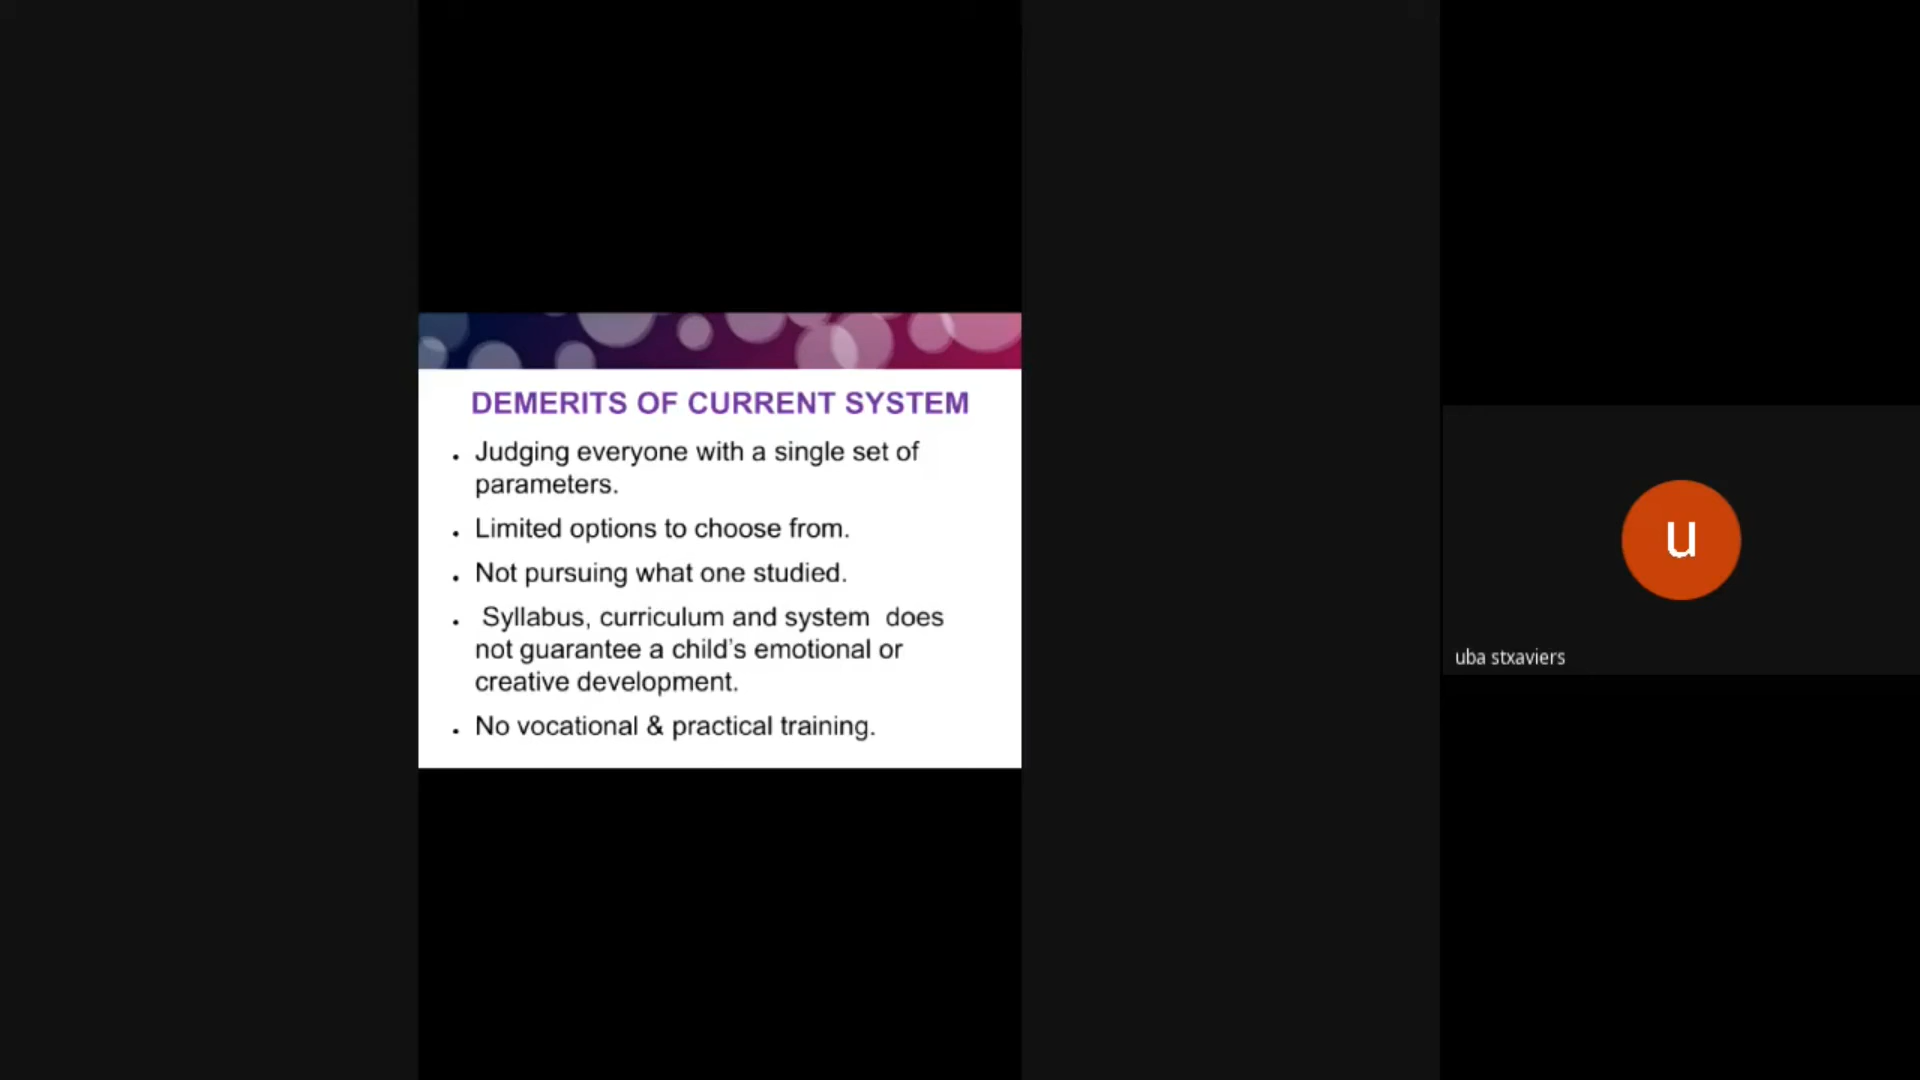 DEMERITS OF CURRENT SYSTEM
• Judging everyone with a single set of
parameters.
• Limited options to choose from.
• Not pursuing what one studied.
• Syllabus, curriculum and system does
not guarantee a child’s emotional or
creative development.
• No vocational & practical training.
u
uba stxaviers